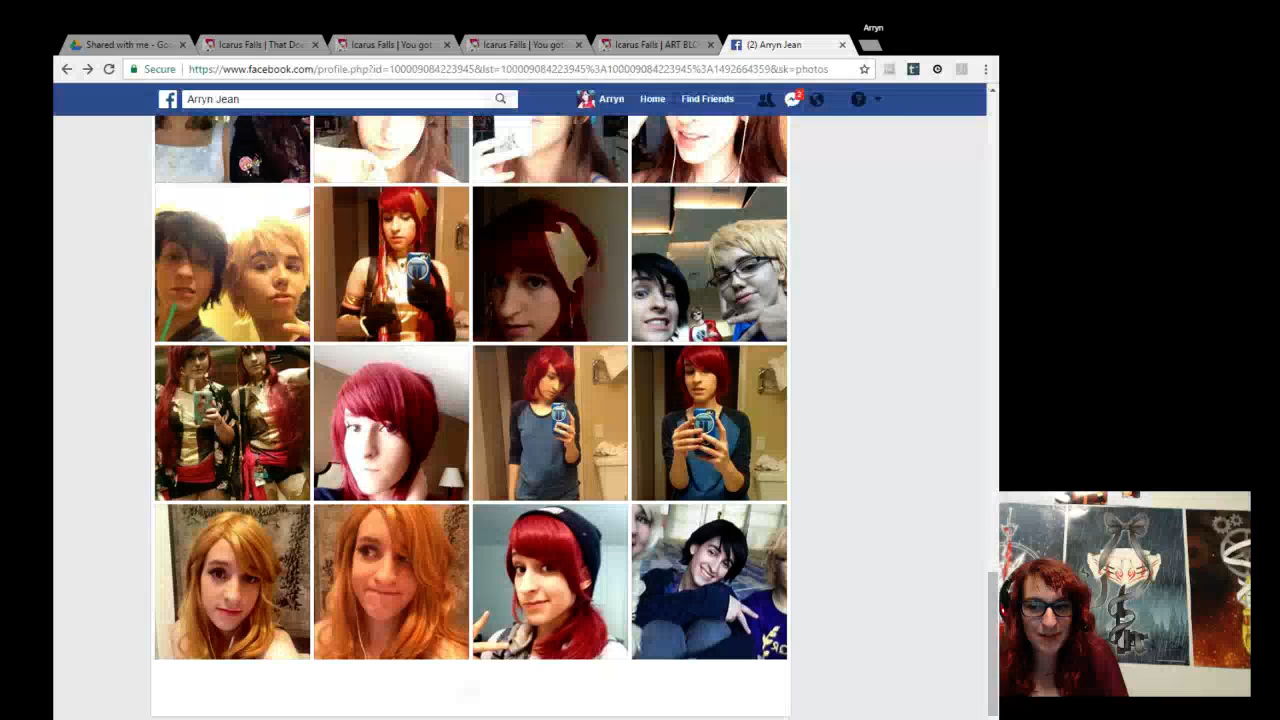 Arryn
Shared with me - Go
Icarus Falls | That Doe
Icarus Falls | You got
Icarus Falls | You got
Icarus Falls | ART BLO
(2) Arryn Jean
Secure https://www.facebook.com/profile.php?id=100009084223945&lst=100009084223945%3A100009084223945%3A1492664359&sk=photos
Arryn Jean
Arryn Home Find Friends 2